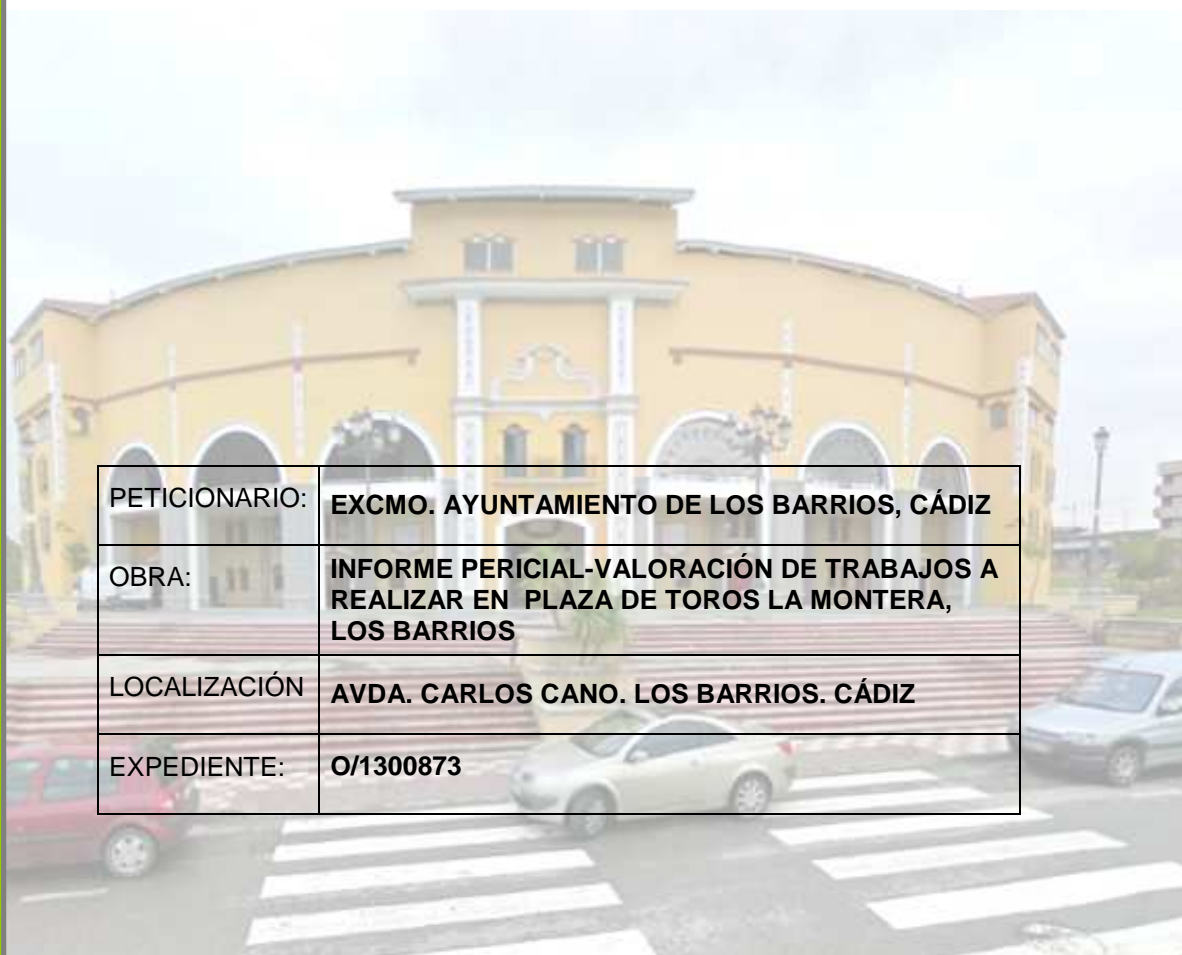 PETICIONARIO: EXCMO. AYUNTAMIENTO DE LOS BARRIOS, CÁDIZ
OBRA: INFORME PERICIAL-VALORACIÓN DE TRABAJOS A
REALIZAR EN PLAZA DE TOROS LA MONTERA,
LOS BARRIOS
LOCALIZACIÓN AVDA. CARLOS CANO. LOS BARRIOS. CÁDIZ
EXPEDIENTE: O/1300873